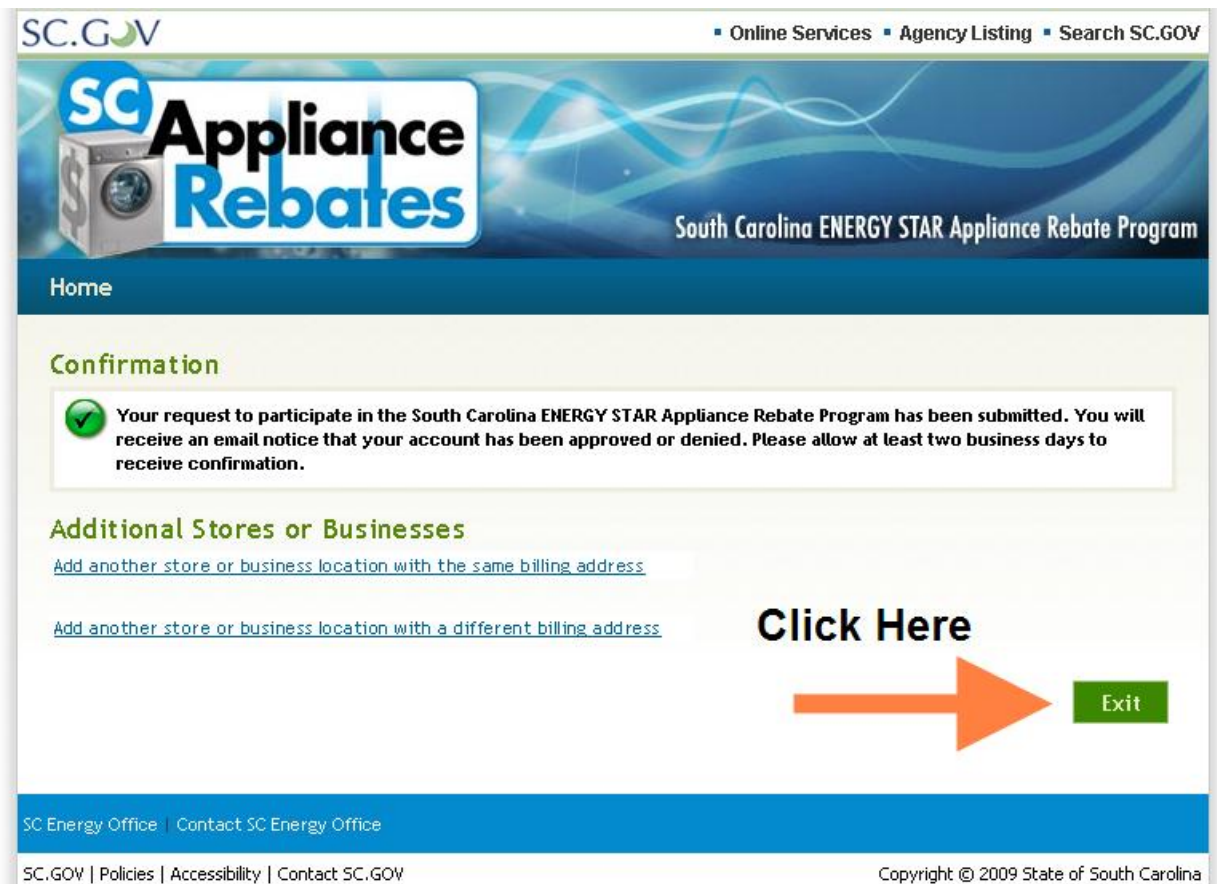 SC.GOV
▪ Online Services ▪ Agency Listing ▪ Search SC.GOV
SC Appliance
Rebates
South Carolina ENERGY STAR Appliance Rebate Program
Home
Confirmation
Your request to participate in the South Carolina ENERGY STAR Appliance Rebate Program has been submitted. You will
receive an email notice that your account has been approved or denied. Please allow at least two business days to
receive confirmation.
Additional Stores or Businesses
Add another store or business location with the same billing address
Add another store or business location with a different billing address
Click Here
Exit
SC Energy Office | Contact SC Energy Office
SC.GOV | Policies | Accessibility | Contact SC.GOV
Copyright © 2009 State of South Carolina